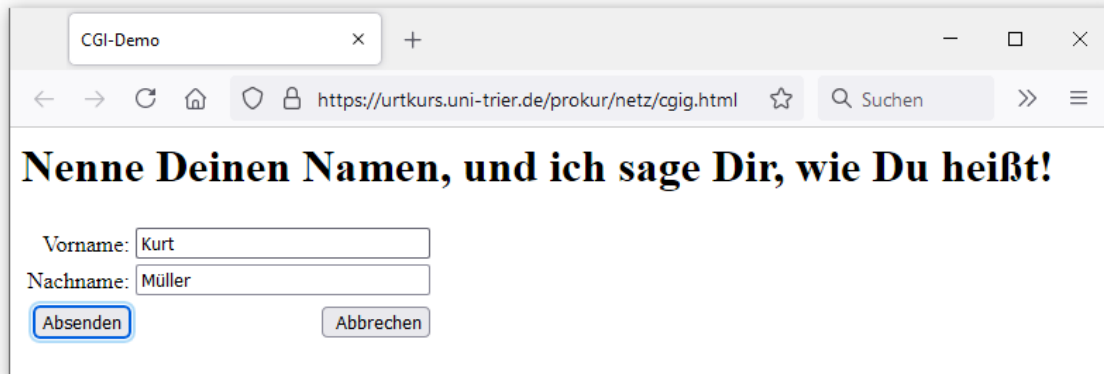 CGI-Demo
https://urtkurs.uni-trier.de/prokur/netz/cgig.html Suchen
Nenne Deinen Namen, und ich sage Dir, wie Du heißt!
Vorname: Kurt
Nachname: Müller
Absenden Abbrechen